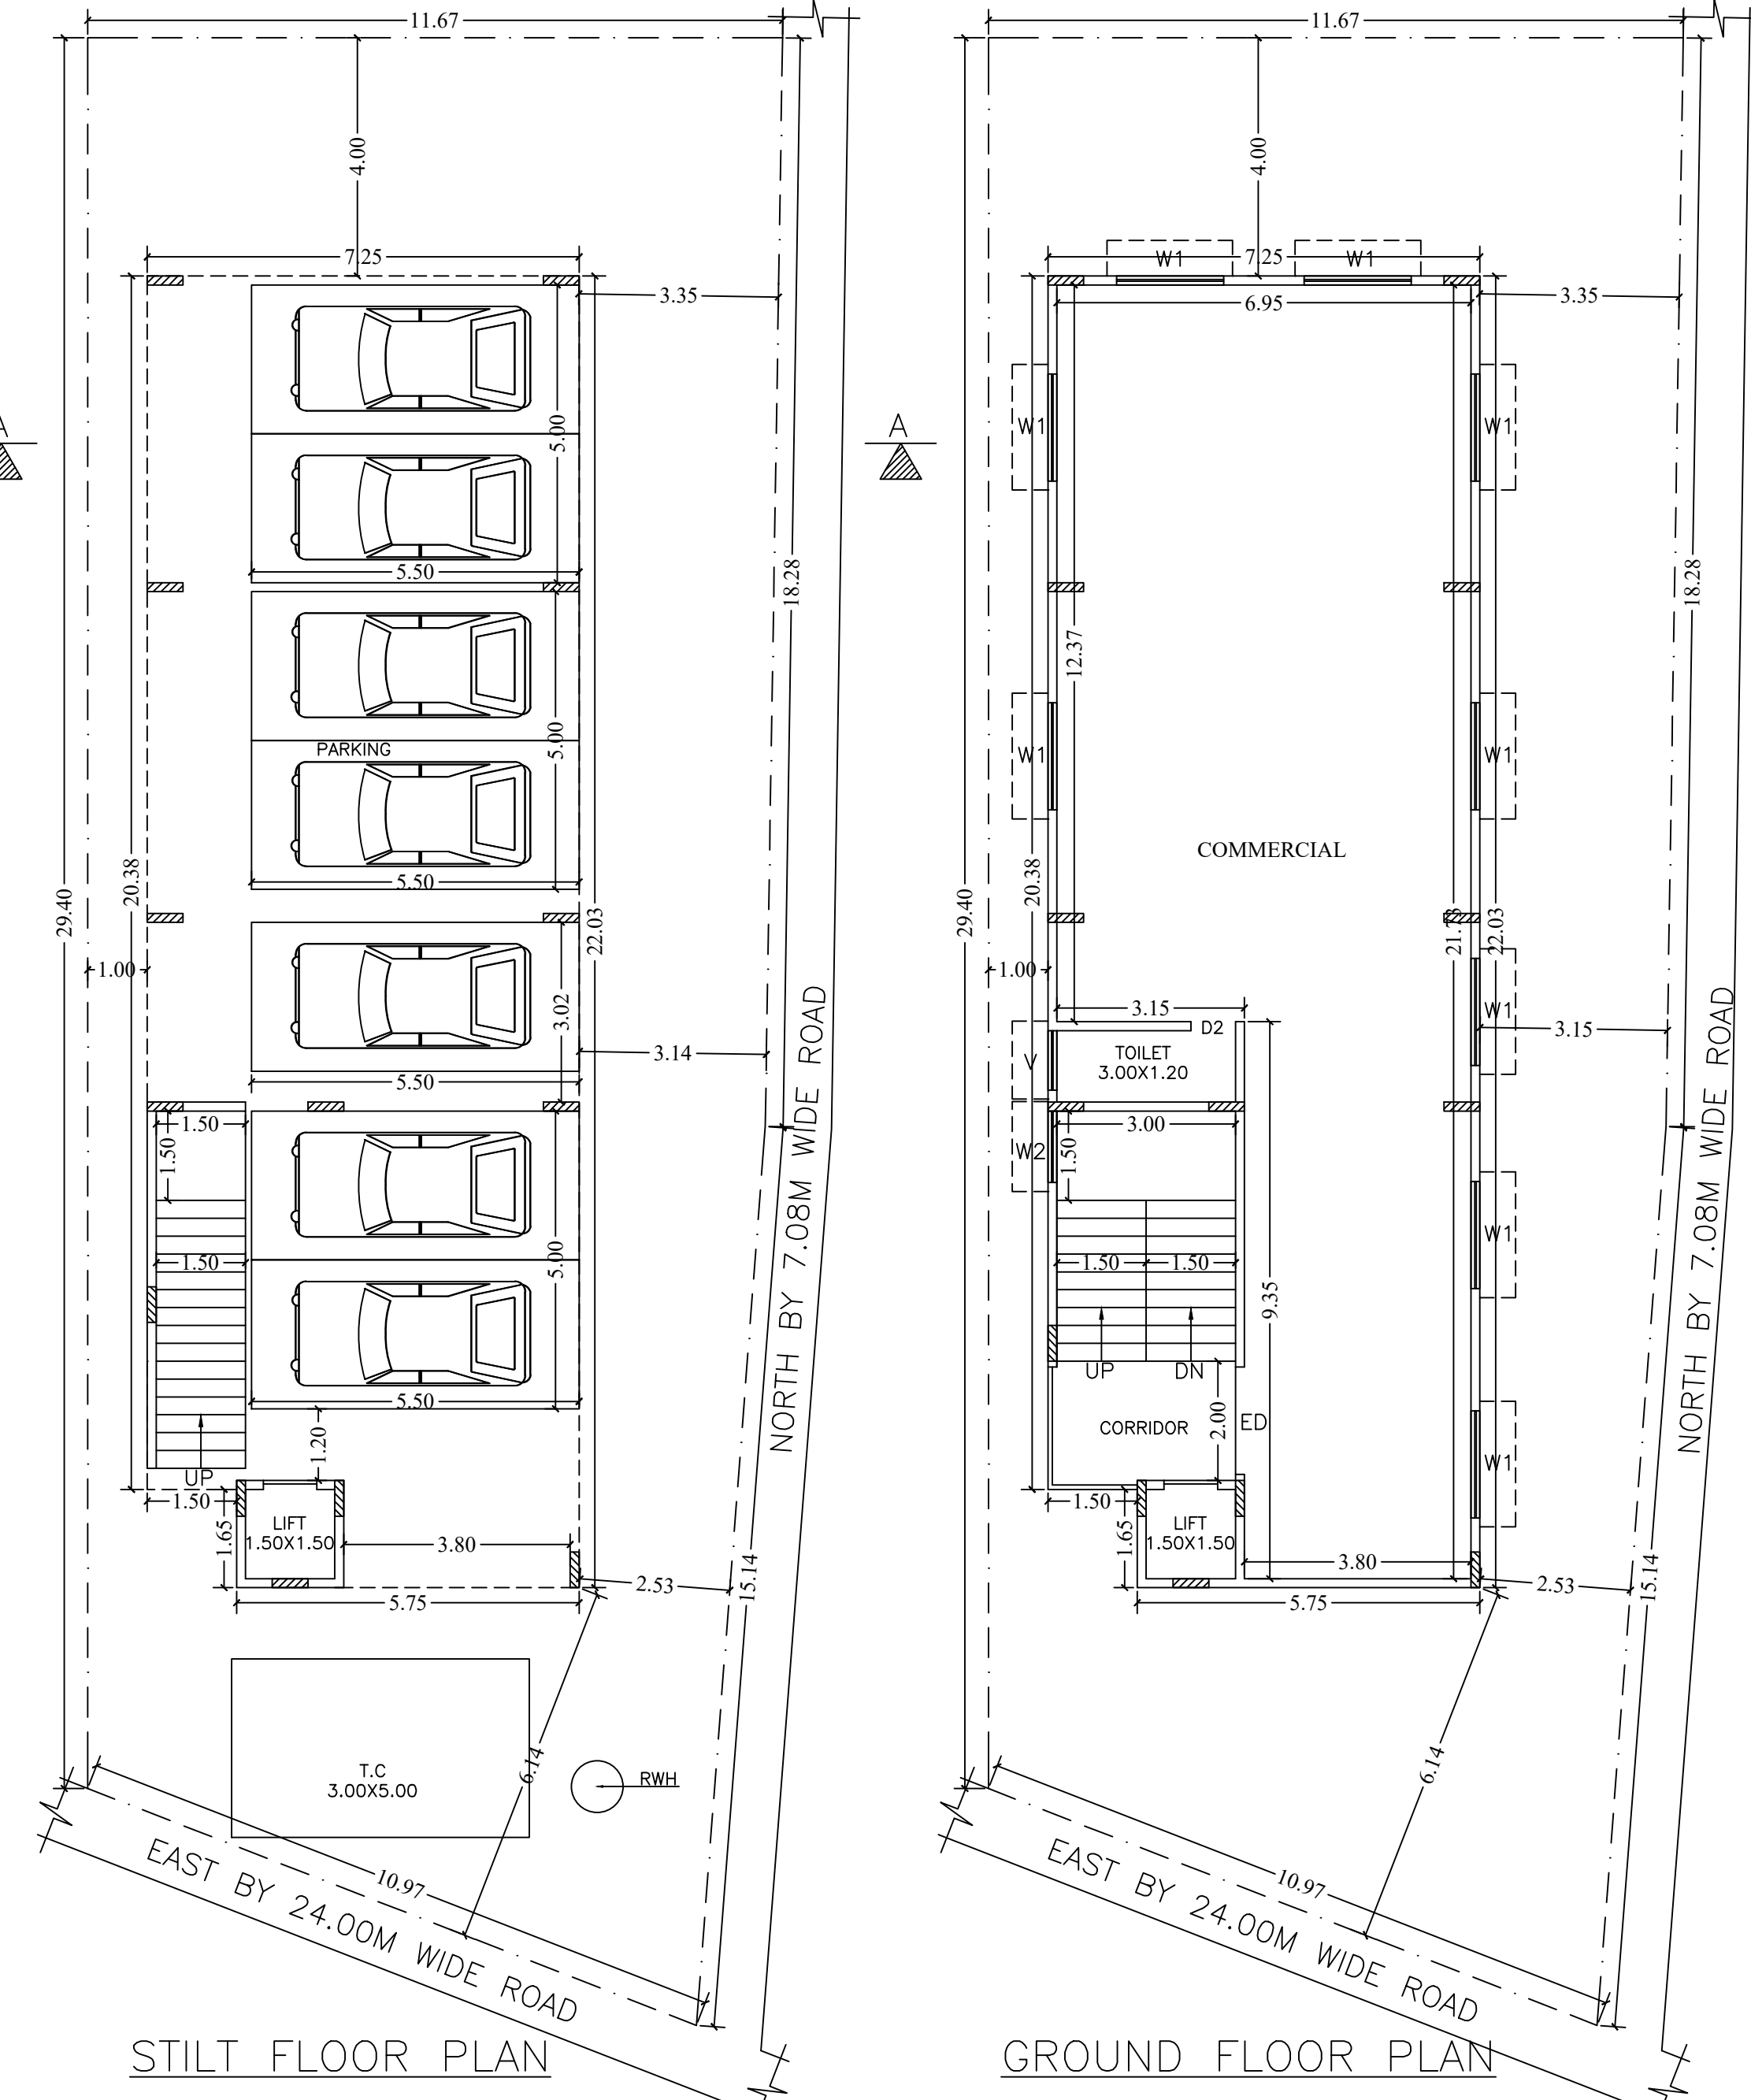 11.67
4.00
7.25
3.35
A
5.00
5.50
18.28
PARKING
5.00
5.50
20.38
29.40
22.03
1.00
3.02
3.14
5.50
1.50
1.50
1.50
5.00
5.50
1.20
UP
1.50
1.65
LIFT
1.50X1.50
3.80
2.53
15.14
5.75
NORTH BY 7.08M WIDE ROAD
6.14
T.C
3.00X5.00
RWH
10.97
EAST BY 24.00M WIDE ROAD
STILT FLOOR PLAN
11.67
4.00
W1
7.25
W1
6.95
3.35
A
W1
W1
18.28
12.37
W1
W1
COMMERCIAL
20.38
29.40
21.73
22.03
1.00
W1
3.15
D2
3.15
V
TOILET
3.00X1.20
3.00
1.50
W2
W1
1.50
1.50
9.35
UP
DN
CORRIDOR
2.00
ED
W1
1.50
1.65
LIFT
1.50X1.50
3.80
2.53
15.14
5.75
NORTH BY 7.08M WIDE ROAD
6.14
10.97
EAST BY 24.00M WIDE ROAD
GROUND FLOOR PLAN